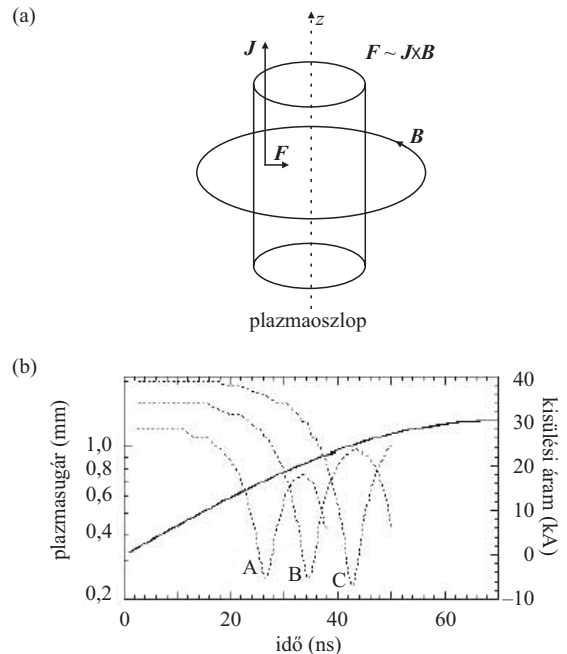 (a)
z
J
F ~ JXB
B
F
plazmaoszlop
(b)
plazmasugár (mm)
1,0
0,8
0,6
0,4
0,2
A
B
C
40
30
20
10
0
–10
kisülési áram (kA)
0
20
40
60
idő (ns)